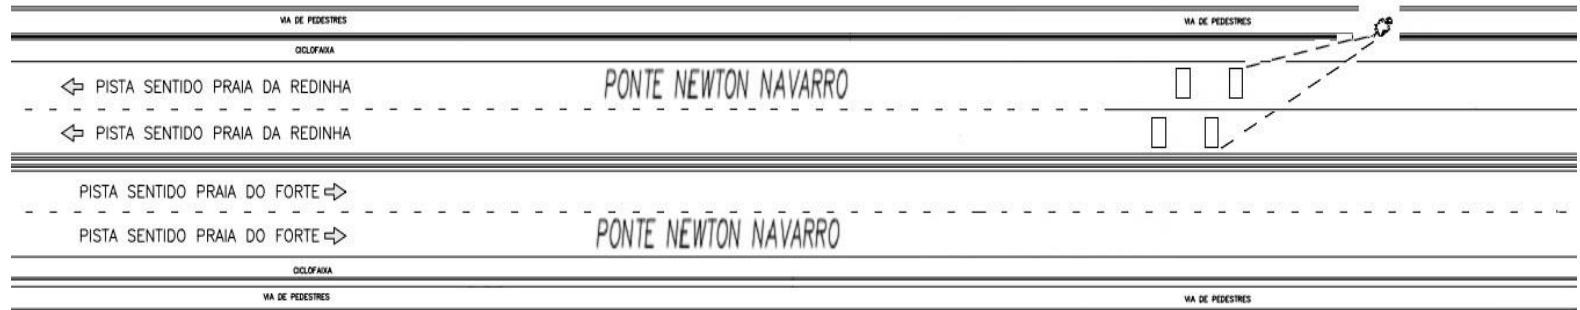 VIA DE PEDESTRES VIA DE PEDESTRES
CICLOFAIXA
PISTA SENTIDO PRAIA DA REDINHA PONTE NEWTON NAVARRO
PISTA SENTIDO PRAIA DA REDINHA
PISTA SENTIDO PRAIA DO FORTE
PISTA SENTIDO PRAIA DO FORTE PONTE NEWTON NAVARRO
CICLOFAIXA
VIA DE PEDESTRES VIA DE PEDESTRES